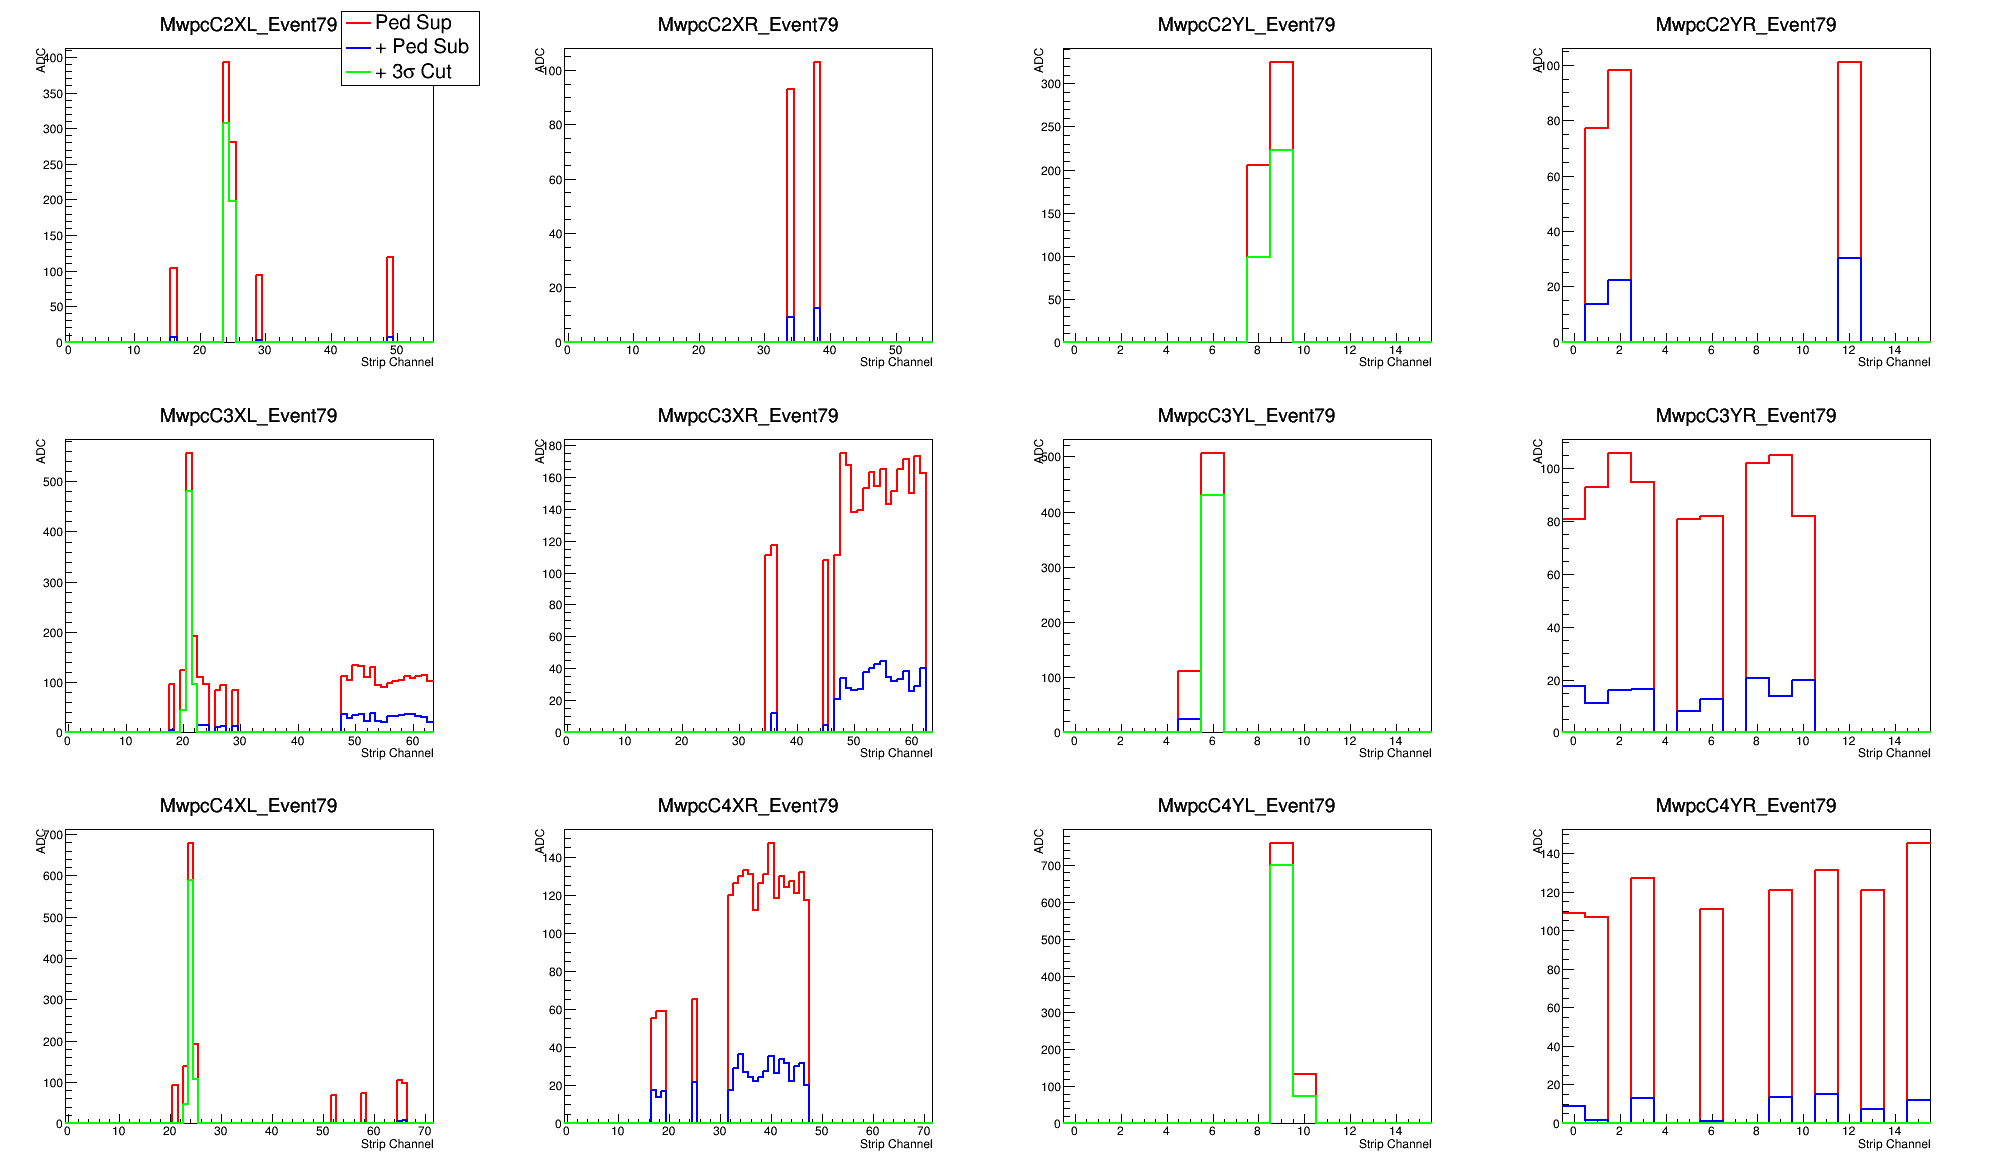 MwpcC2XL_Event79
Ped Sup
+ Ped Sub
+ 3σ Cut
ADC
400
350
300
250
200
150
100
50
0
0 10 20 30 40 50
Strip Channel
MwpcC2XR_Event79
ADC
100
80
60
40
20
0
0 10 20 30 40 50
Strip Channel
MwpcC2YL_Event79
ADC
300
250
200
150
100
50
0
0 2 4 6 8 10 12 14
Strip Channel
MwpcC2YR_Event79
ADC
100
80
60
40
20
0
0 2 4 6 8 10 12 14
Strip Channel
MwpcC3XL_Event79
ADC
500
400
300
200
100
0
0 10 20 30 40 50 60
Strip Channel
MwpcC3XR_Event79
ADC
180
160
140
120
100
80
60
40
20
0
0 10 20 30 40 50 60
Strip Channel
MwpcC3YL_Event79
ADC
500
400
300
200
100
0
0 2 4 6 8 10 12 14
Strip Channel
MwpcC3YR_Event79
ADC
100
80
60
40
20
0
0 2 4 6 8 10 12 14
Strip Channel
MwpcC4XL_Event79
ADC
700
600
500
400
300
200
100
0
0 10 20 30 40 50 60 70
Strip Channel
MwpcC4XR_Event79
ADC
140
120
100
80
60
40
20
0
0 10 20 30 40 50 60 70
Strip Channel
MwpcC4YL_Event79
ADC
700
600
500
400
300
200
100
0
0 2 4 6 8 10 12 14
Strip Channel
MwpcC4YR_Event79
ADC
140
120
100
80
60
40
20
0
0 2 4 6 8 10 12 14
Strip Channel